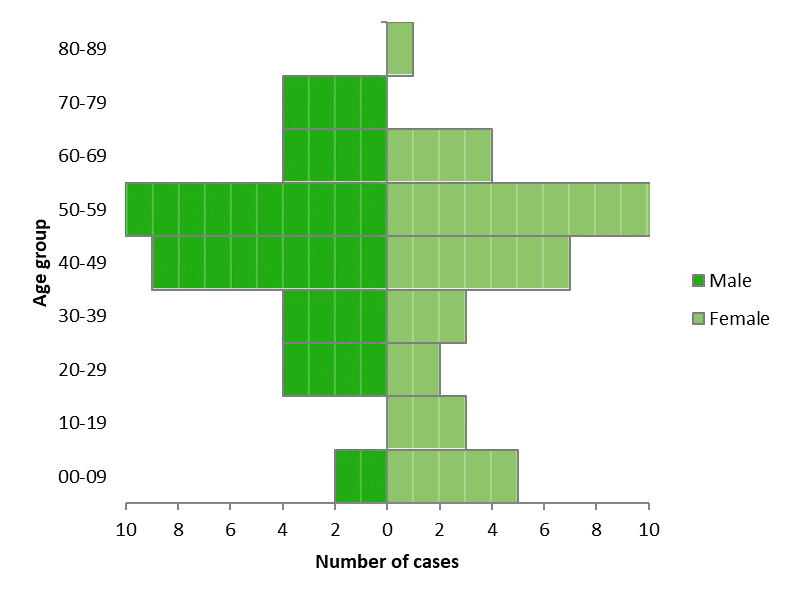 80-89
70-79
60-69
50-59
40-49
30-39
20-29
10-19
00-09
Age group
10 8 6 4 2 0 2 4 6 8 10
Number of cases
Male
Female